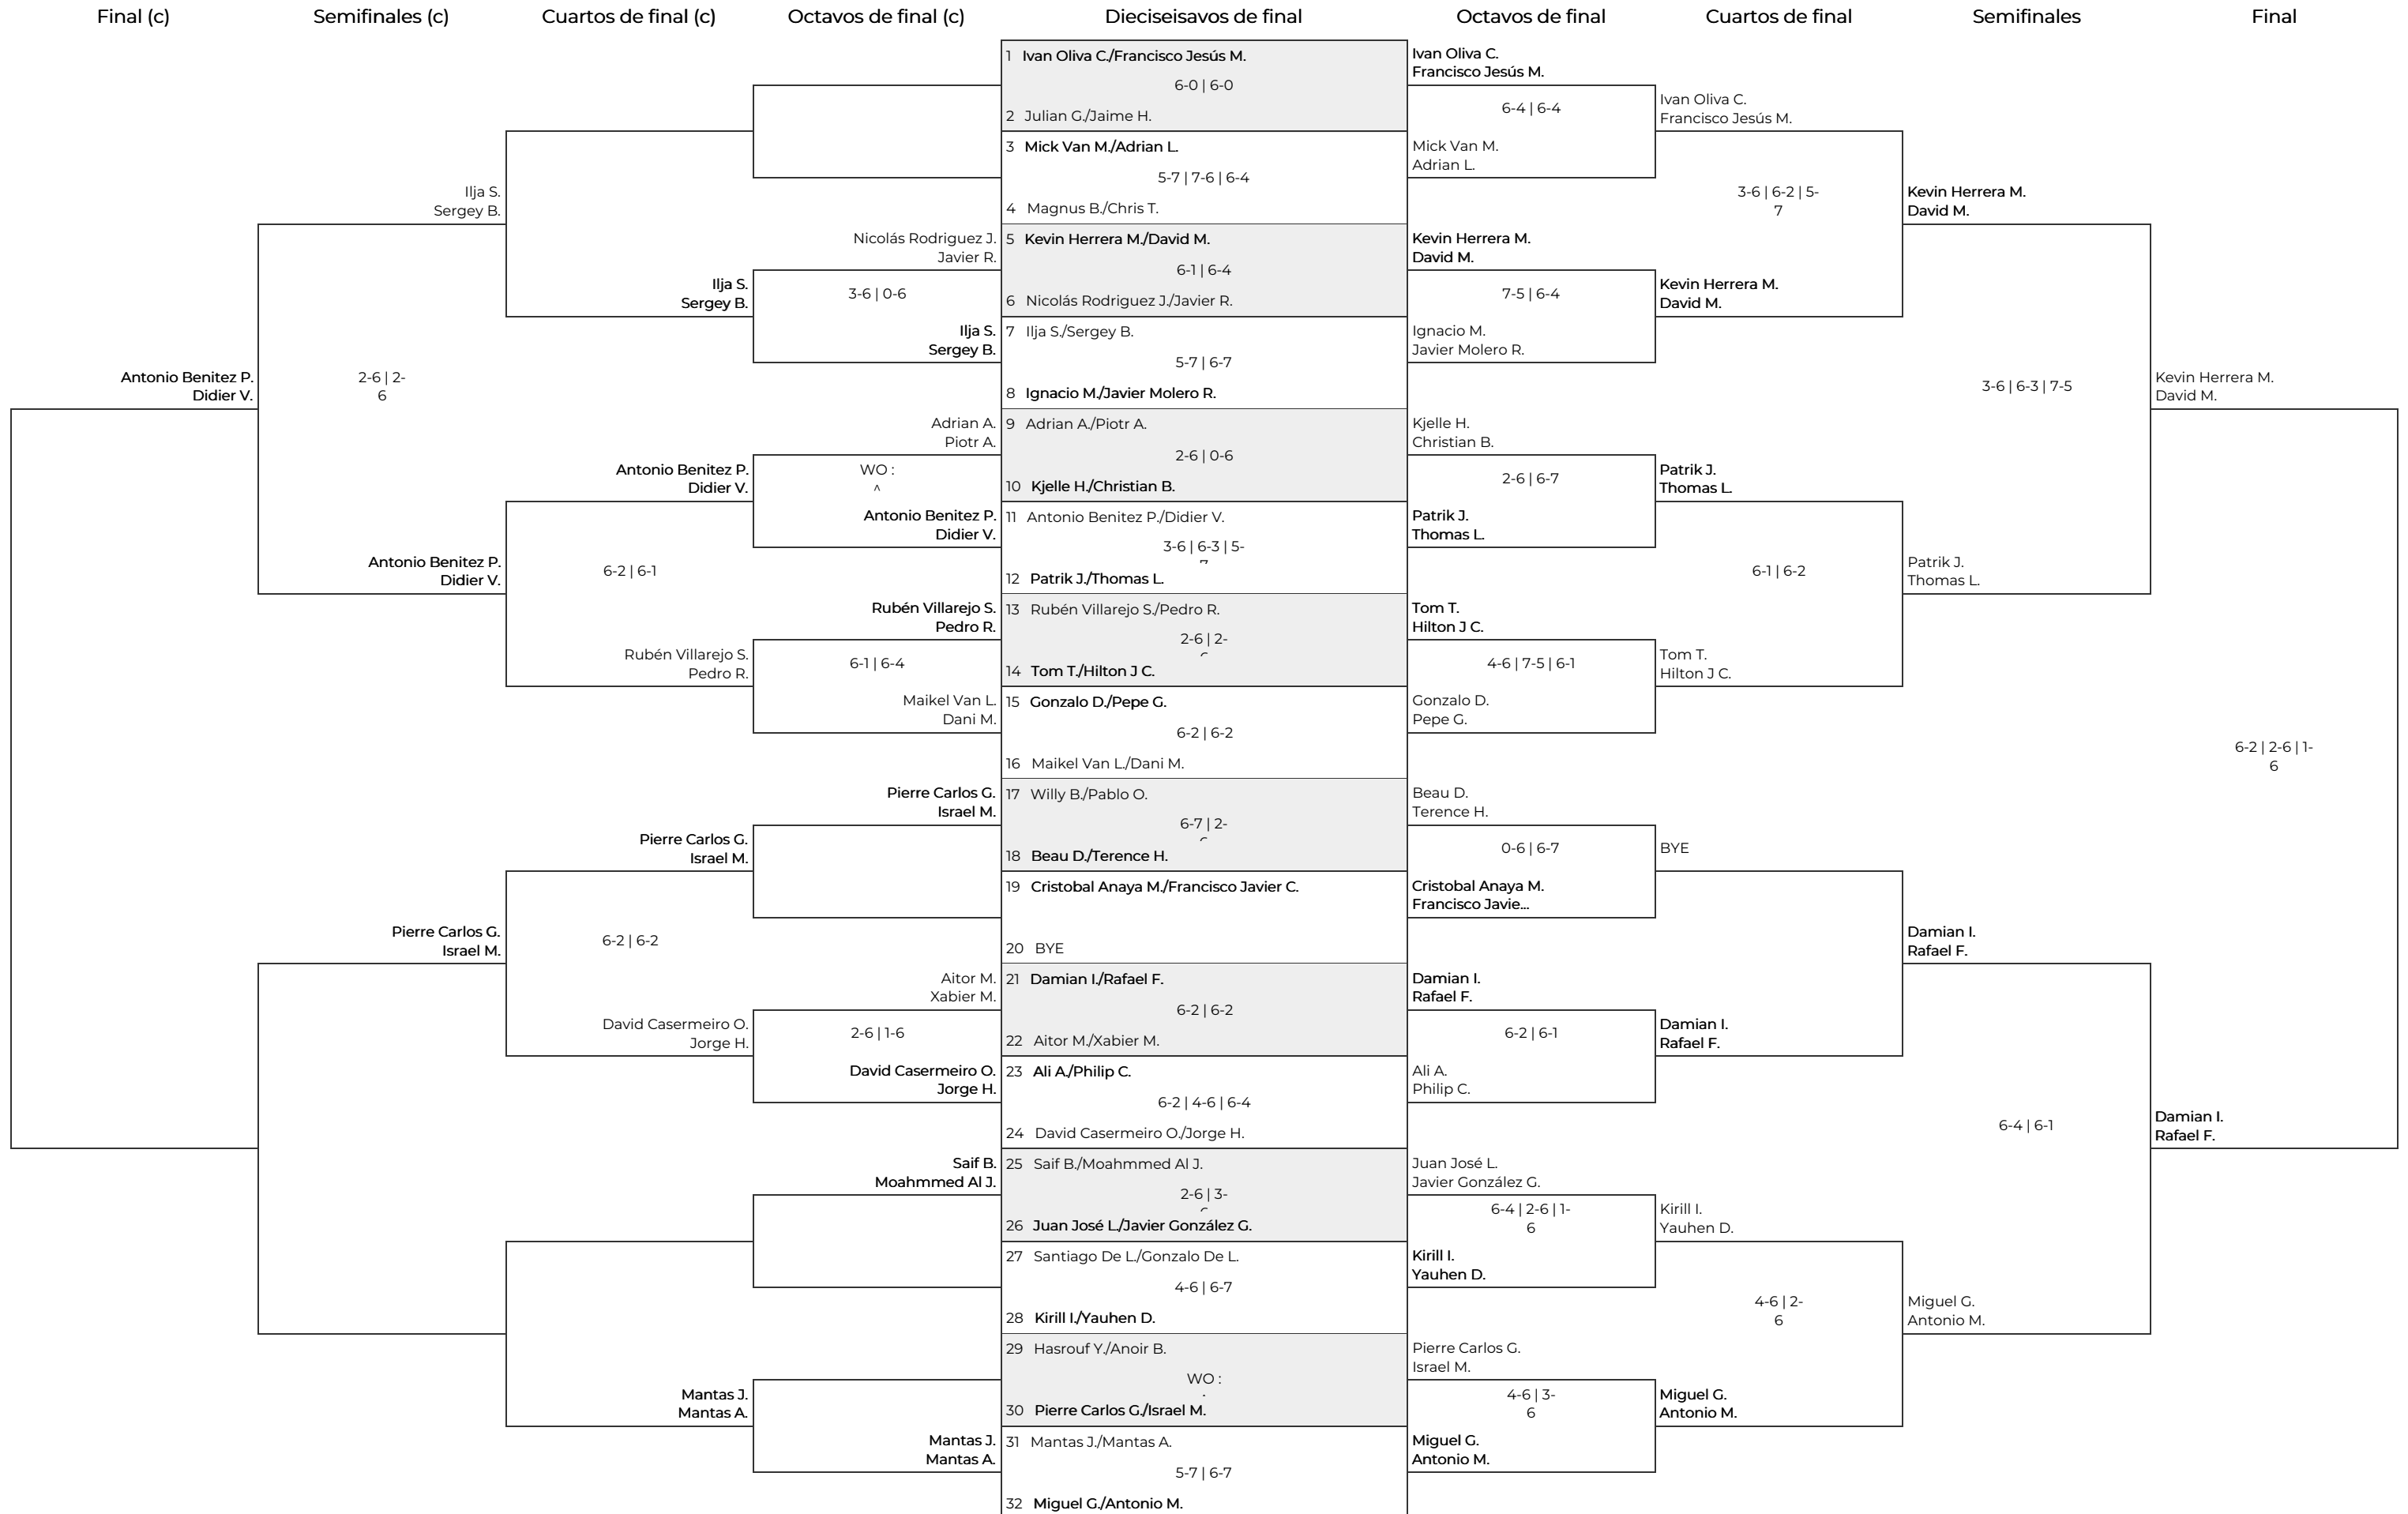 Final (c)
Semifinales (c)
Cuartos de final (c)
Octavos de final (c)
Dieciseisavos de final
Octavos de final
Cuartos de final
Semifinales
Final
Antonio Benitez P.
Didier V.
Ilja S.
Sergey B.
2-6 | 2-
6
Antonio Benitez P.
Didier V.
Pierre Carlos G.
Israel M.
Ilja S.
Sergey B.
Antonio Benitez P.
Didier V.
6-2 | 6-1
Rubén Villarejo S.
Pedro R.
Pierre Carlos G.
Israel M.
6-2 | 6-2
David Casermeiro O.
Jorge H.
Mantas J.
Mantas A.
Nicolás Rodriguez J.
Javier R.
3-6 | 0-6
Ilja S.
Sergey B.
Adrian A.
Piotr A.
WO :
^
Antonio Benitez P.
Didier V.
Rubén Villarejo S.
Pedro R.
6-1 | 6-4
Maikel Van L.
Dani M.
Pierre Carlos G.
Israel M.
Aitor M.
Xabier M.
2-6 | 1-6
David Casermeiro O.
Jorge H.
Saif B.
Moahmmed Al J.
Mantas J.
Mantas A.
1 Ivan Oliva C./Francisco Jesús M.
6-0 | 6-0
2 Julian G./Jaime H.
3 Mick Van M./Adrian L.
5-7 | 7-6 | 6-4
4 Magnus B./Chris T.
5 Kevin Herrera M./David M.
6-1 | 6-4
6 Nicolás Rodriguez J./Javier R.
7 Ilja S./Sergey B.
5-7 | 6-7
8 Ignacio M./Javier Molero R.
9 Adrian A./Piotr A.
2-6 | 0-6
10 Kjelle H./Christian B.
11 Antonio Benitez P./Didier V.
3-6 | 6-3 | 5-
12 Patrik J./Thomas L.
13 Rubén Villarejo S./Pedro R.
2-6 | 2-
14 Tom T./Hilton J C.
15 Gonzalo D./Pepe G.
6-2 | 6-2
16 Maikel Van L./Dani M.
17 Willy B./Pablo O.
6-7 | 2-
18 Beau D./Terence H.
19 Cristobal Anaya M./Francisco Javier C.
20 BYE
21 Damian I./Rafael F.
6-2 | 6-2
22 Aitor M./Xabier M.
23 Ali A./Philip C.
6-2 | 4-6 | 6-4
24 David Casermeiro O./Jorge H.
25 Saif B./Moahmmed Al J.
2-6 | 3-
26 Juan José L./Javier González G.
27 Santiago De L./Gonzalo De L.
4-6 | 6-7
28 Kirill I./Yauhen D.
29 Hasrouf Y./Anoir B.
WO :
30 Pierre Carlos G./Israel M.
31 Mantas J./Mantas A.
5-7 | 6-7
32 Miguel G./Antonio M.
Ivan Oliva C.
Francisco Jesús M.
6-4 | 6-4
Mick Van M.
Adrian L.
Kevin Herrera M.
David M.
7-5 | 6-4
Ignacio M.
Javier Molero R.
Kjelle H.
Christian B.
2-6 | 6-7
Patrik J.
Thomas L.
Tom T.
Hilton J C.
4-6 | 7-5 | 6-1
Gonzalo D.
Pepe G.
Beau D.
Terence H.
0-6 | 6-7
Cristobal Anaya M.
Francisco Javie...
Damian I.
Rafael F.
6-2 | 6-1
Ali A.
Philip C.
Juan José L.
Javier González G.
6-4 | 2-6 | 1-
6
Kirill I.
Yauhen D.
Pierre Carlos G.
Israel M.
4-6 | 3-
6
Miguel G.
Antonio M.
Ivan Oliva C.
Francisco Jesús M.
3-6 | 6-2 | 5-
7
Kevin Herrera M.
David M.
Patrik J.
Thomas L.
6-1 | 6-2
Tom T.
Hilton J C.
BYE
Damian I.
Rafael F.
Kirill I.
Yauhen D.
4-6 | 2-
6
Miguel G.
Antonio M.
Kevin Herrera M.
David M.
3-6 | 6-3 | 7-5
Patrik J.
Thomas L.
Damian I.
Rafael F.
6-4 | 6-1
Miguel G.
Antonio M.
Kevin Herrera M.
David M.
6-2 | 2-6 | 1-
6
Damian I.
Rafael F.